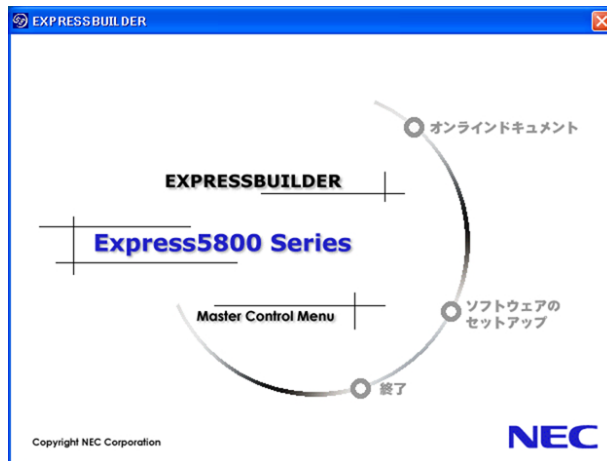 EXPRESSBUILDER
オンラインドキュメント
EXPRESSBUILDER
Express5800 Series
Master Control Menu
ソフトウェアの
セットアップ
終了
Copyright NEC Corporation
NEC